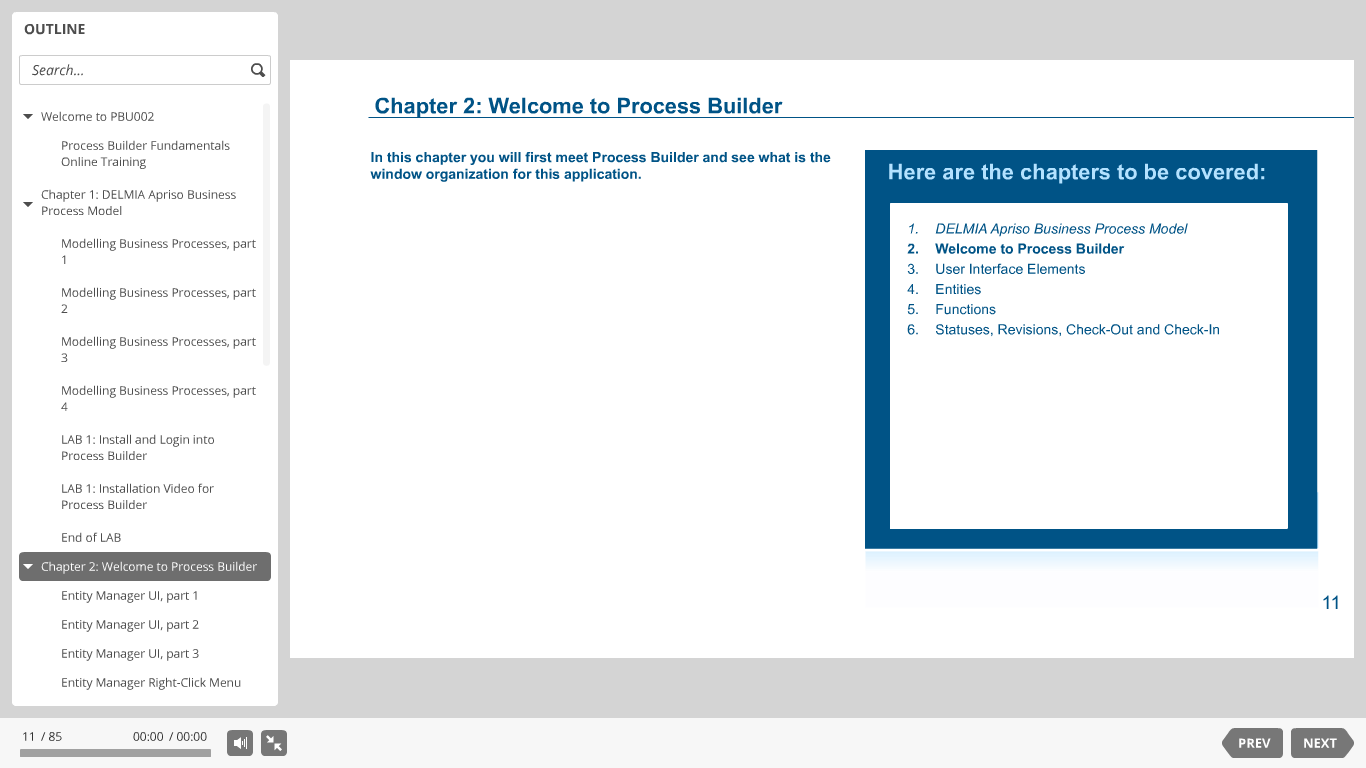 OUTLINE
Search...
Welcome to PBU002
Process Builder Fundamentals
Online Training
Chapter 1: DELMIA Apriso Business
Process Model
Modelling Business Processes, part
1
Modelling Business Processes, part
2
Modelling Business Processes, part
3
Modelling Business Processes, part
4
LAB 1: Install and Login into
Process Builder
LAB 1: Installation Video for
Process Builder
End of LAB
Chapter 2: Welcome to Process Builder
Entity Manager UI, part 1
Entity Manager UI, part 2
Entity Manager UI, part 3
Entity Manager Right-Click Menu
Chapter 2: Welcome to Process Builder
In this chapter you will first meet Process Builder and see what is the
window organization for this application.
Here are the chapters to be covered:
1. DELMIA Apriso Business Process Model
2. Welcome to Process Builder
3. User Interface Elements
4. Entities
5. Functions
6. Statuses, Revisions, Check-Out and Check-In
11
11 / 85 00:00 / 00:00
PREV NEXT